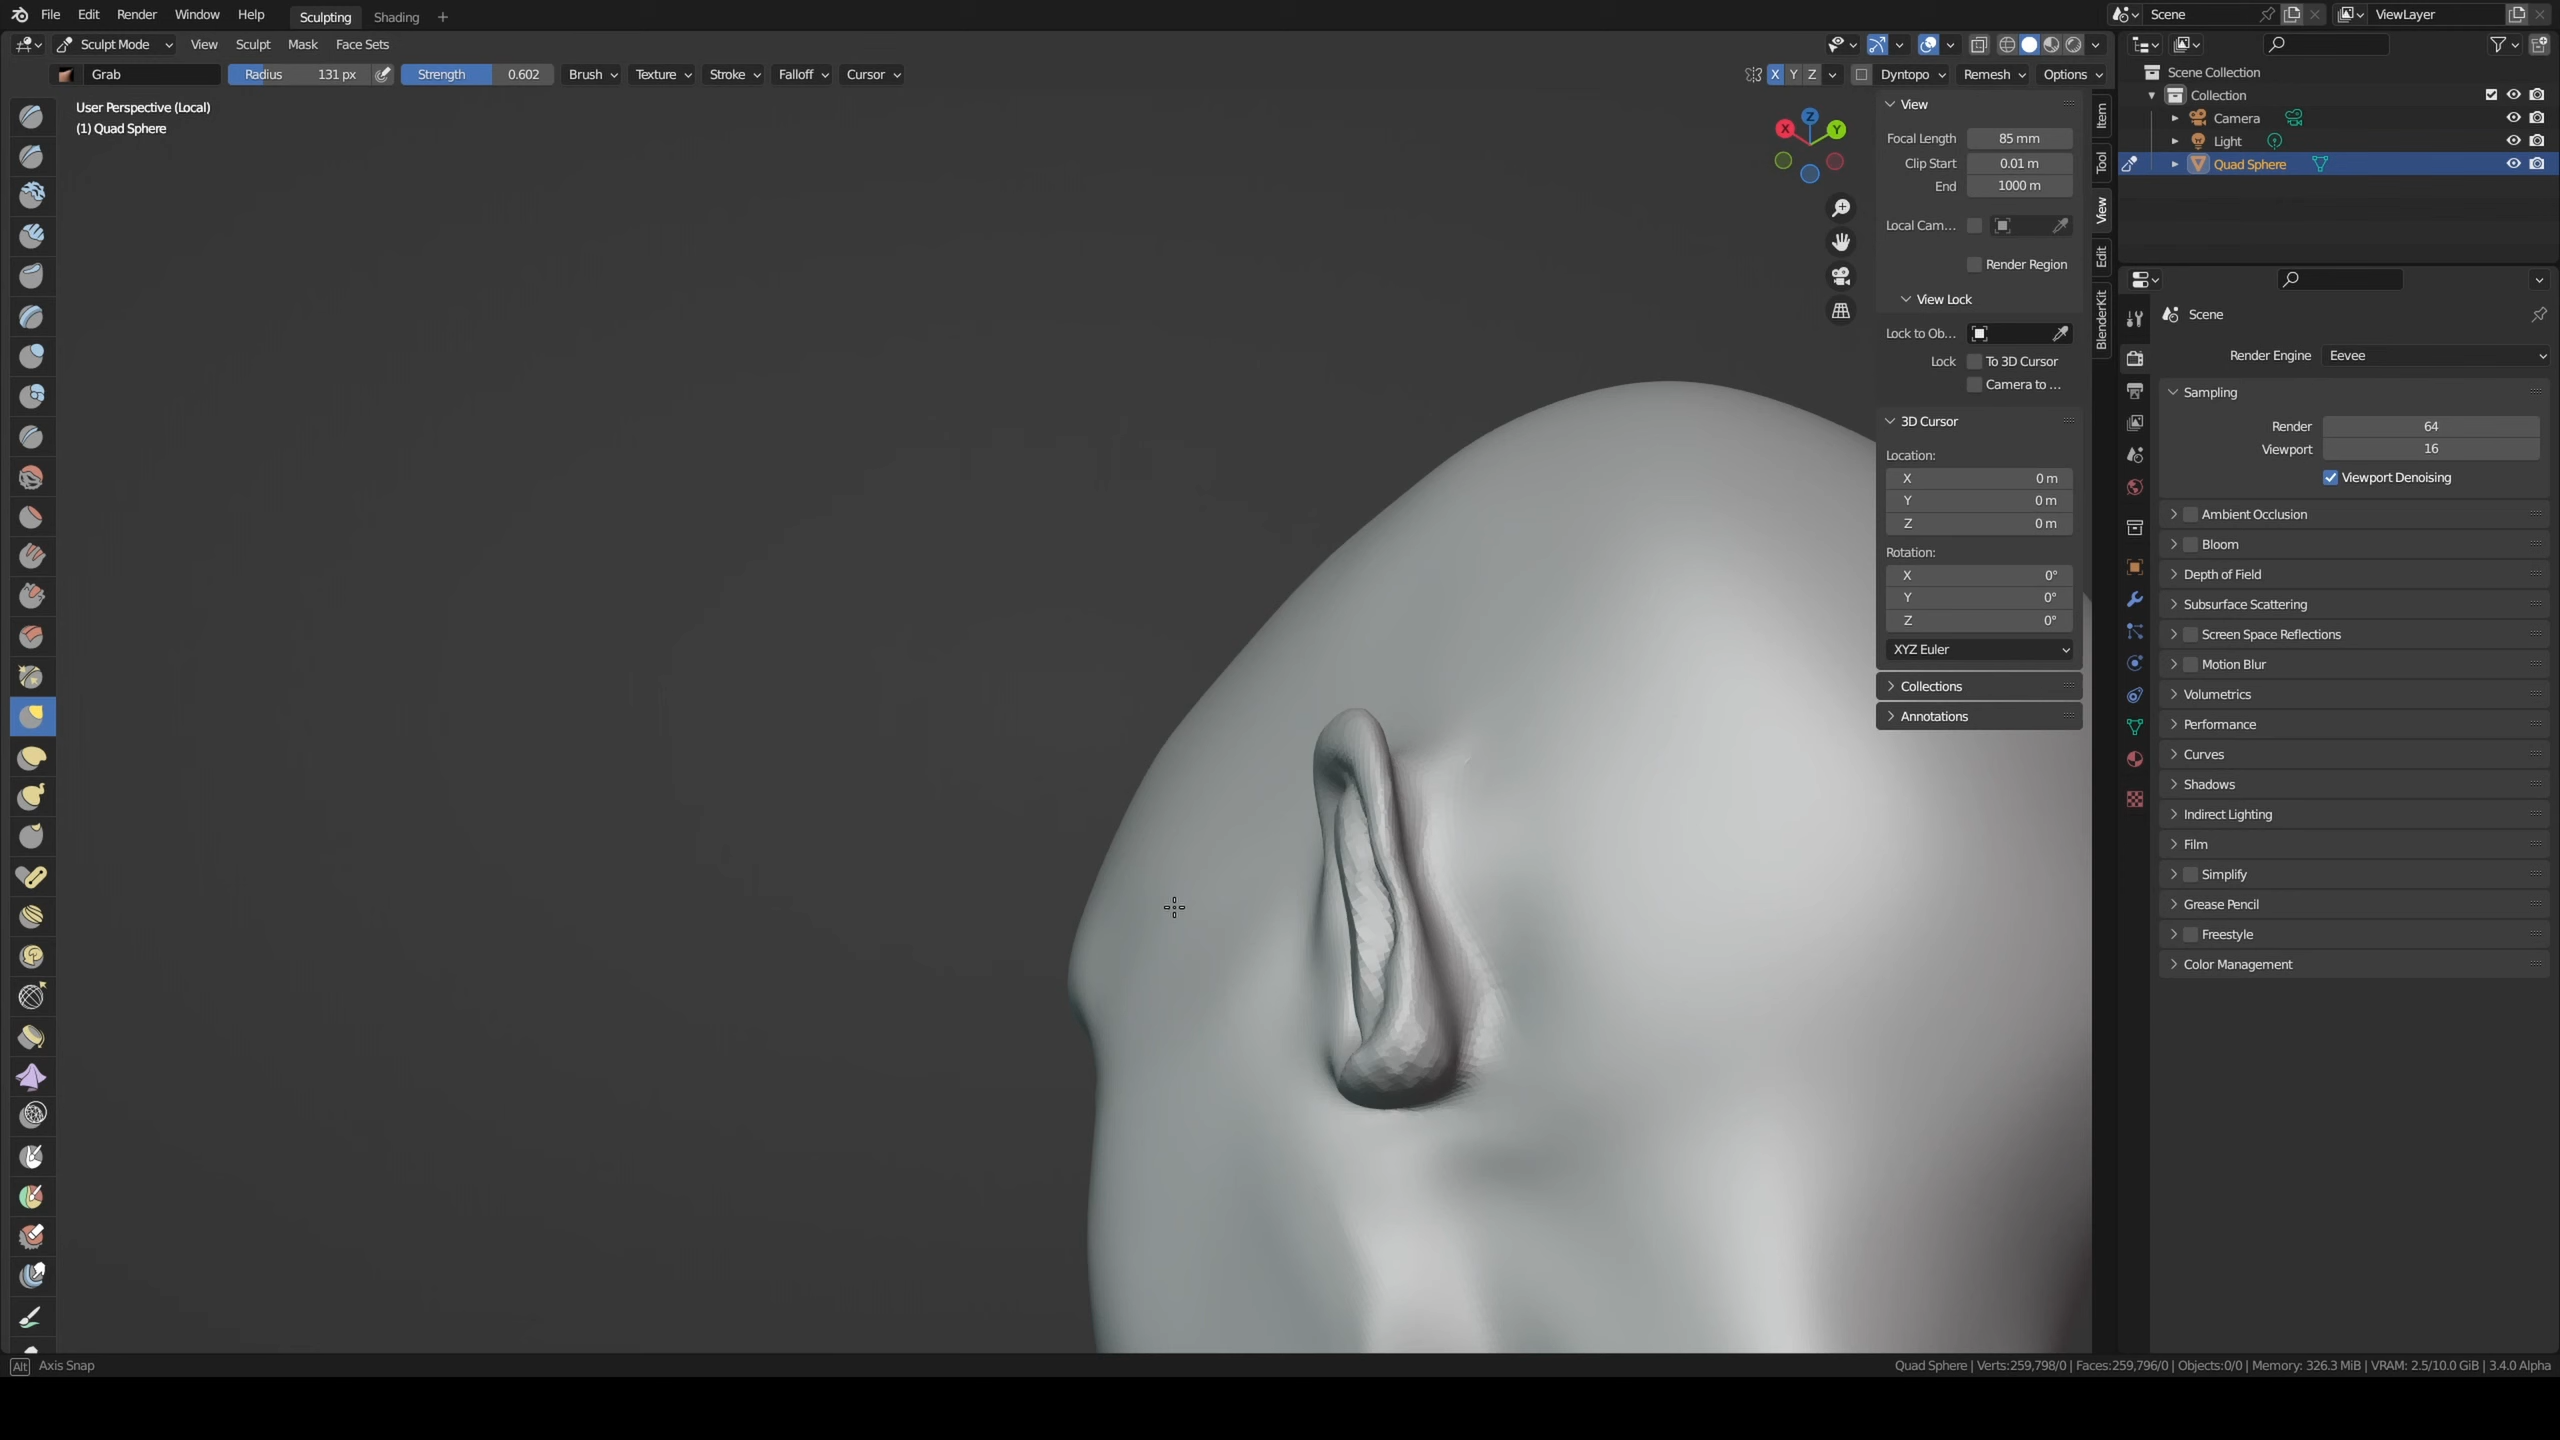 File Edit Render Window Help Sculpting Shading + Scene ViewLayer
Sculpt Mode View Sculpt Mask Face Sets
Grab Radius 131 px Strength 0.602 Brush Texture Stroke Falloff Cursor X Y Z Dyntopo Remesh Options
User Perspective (Local)
(1) Quad Sphere
X Y Z
View
Focal Length 85 mm
Clip Start 0.01 m
End 1000 m
Local Cam...
Render Region
View Lock
Lock to Ob...
Lock To 3D Cursor
Camera to ...
3D Cursor
Location:
X 0 m
Y 0 m
Z 0 m
Rotation:
X 0°
Y 0°
Z 0°
XYZ Euler
Collections
Annotations
Item
Tool
View
Edit
BlenderKit
Scene Collection
Collection
Camera
Light
Quad Sphere
Scene
Render Engine Eevee
Sampling
Render 64
Viewport 16
Viewport Denoising
Ambient Occlusion
Bloom
Depth of Field
Subsurface Scattering
Screen Space Reflections
Motion Blur
Volumetrics
Performance
Curves
Shadows
Indirect Lighting
Film
Simplify
Grease Pencil
Freestyle
Color Management
Alt Axis Snap
Quad Sphere | Verts:259,798/0 | Faces:259,796/0 | Objects:0/0 | Memory: 326.3 MiB | VRAM: 2.5/10.0 GiB | 3.4.0 Alpha